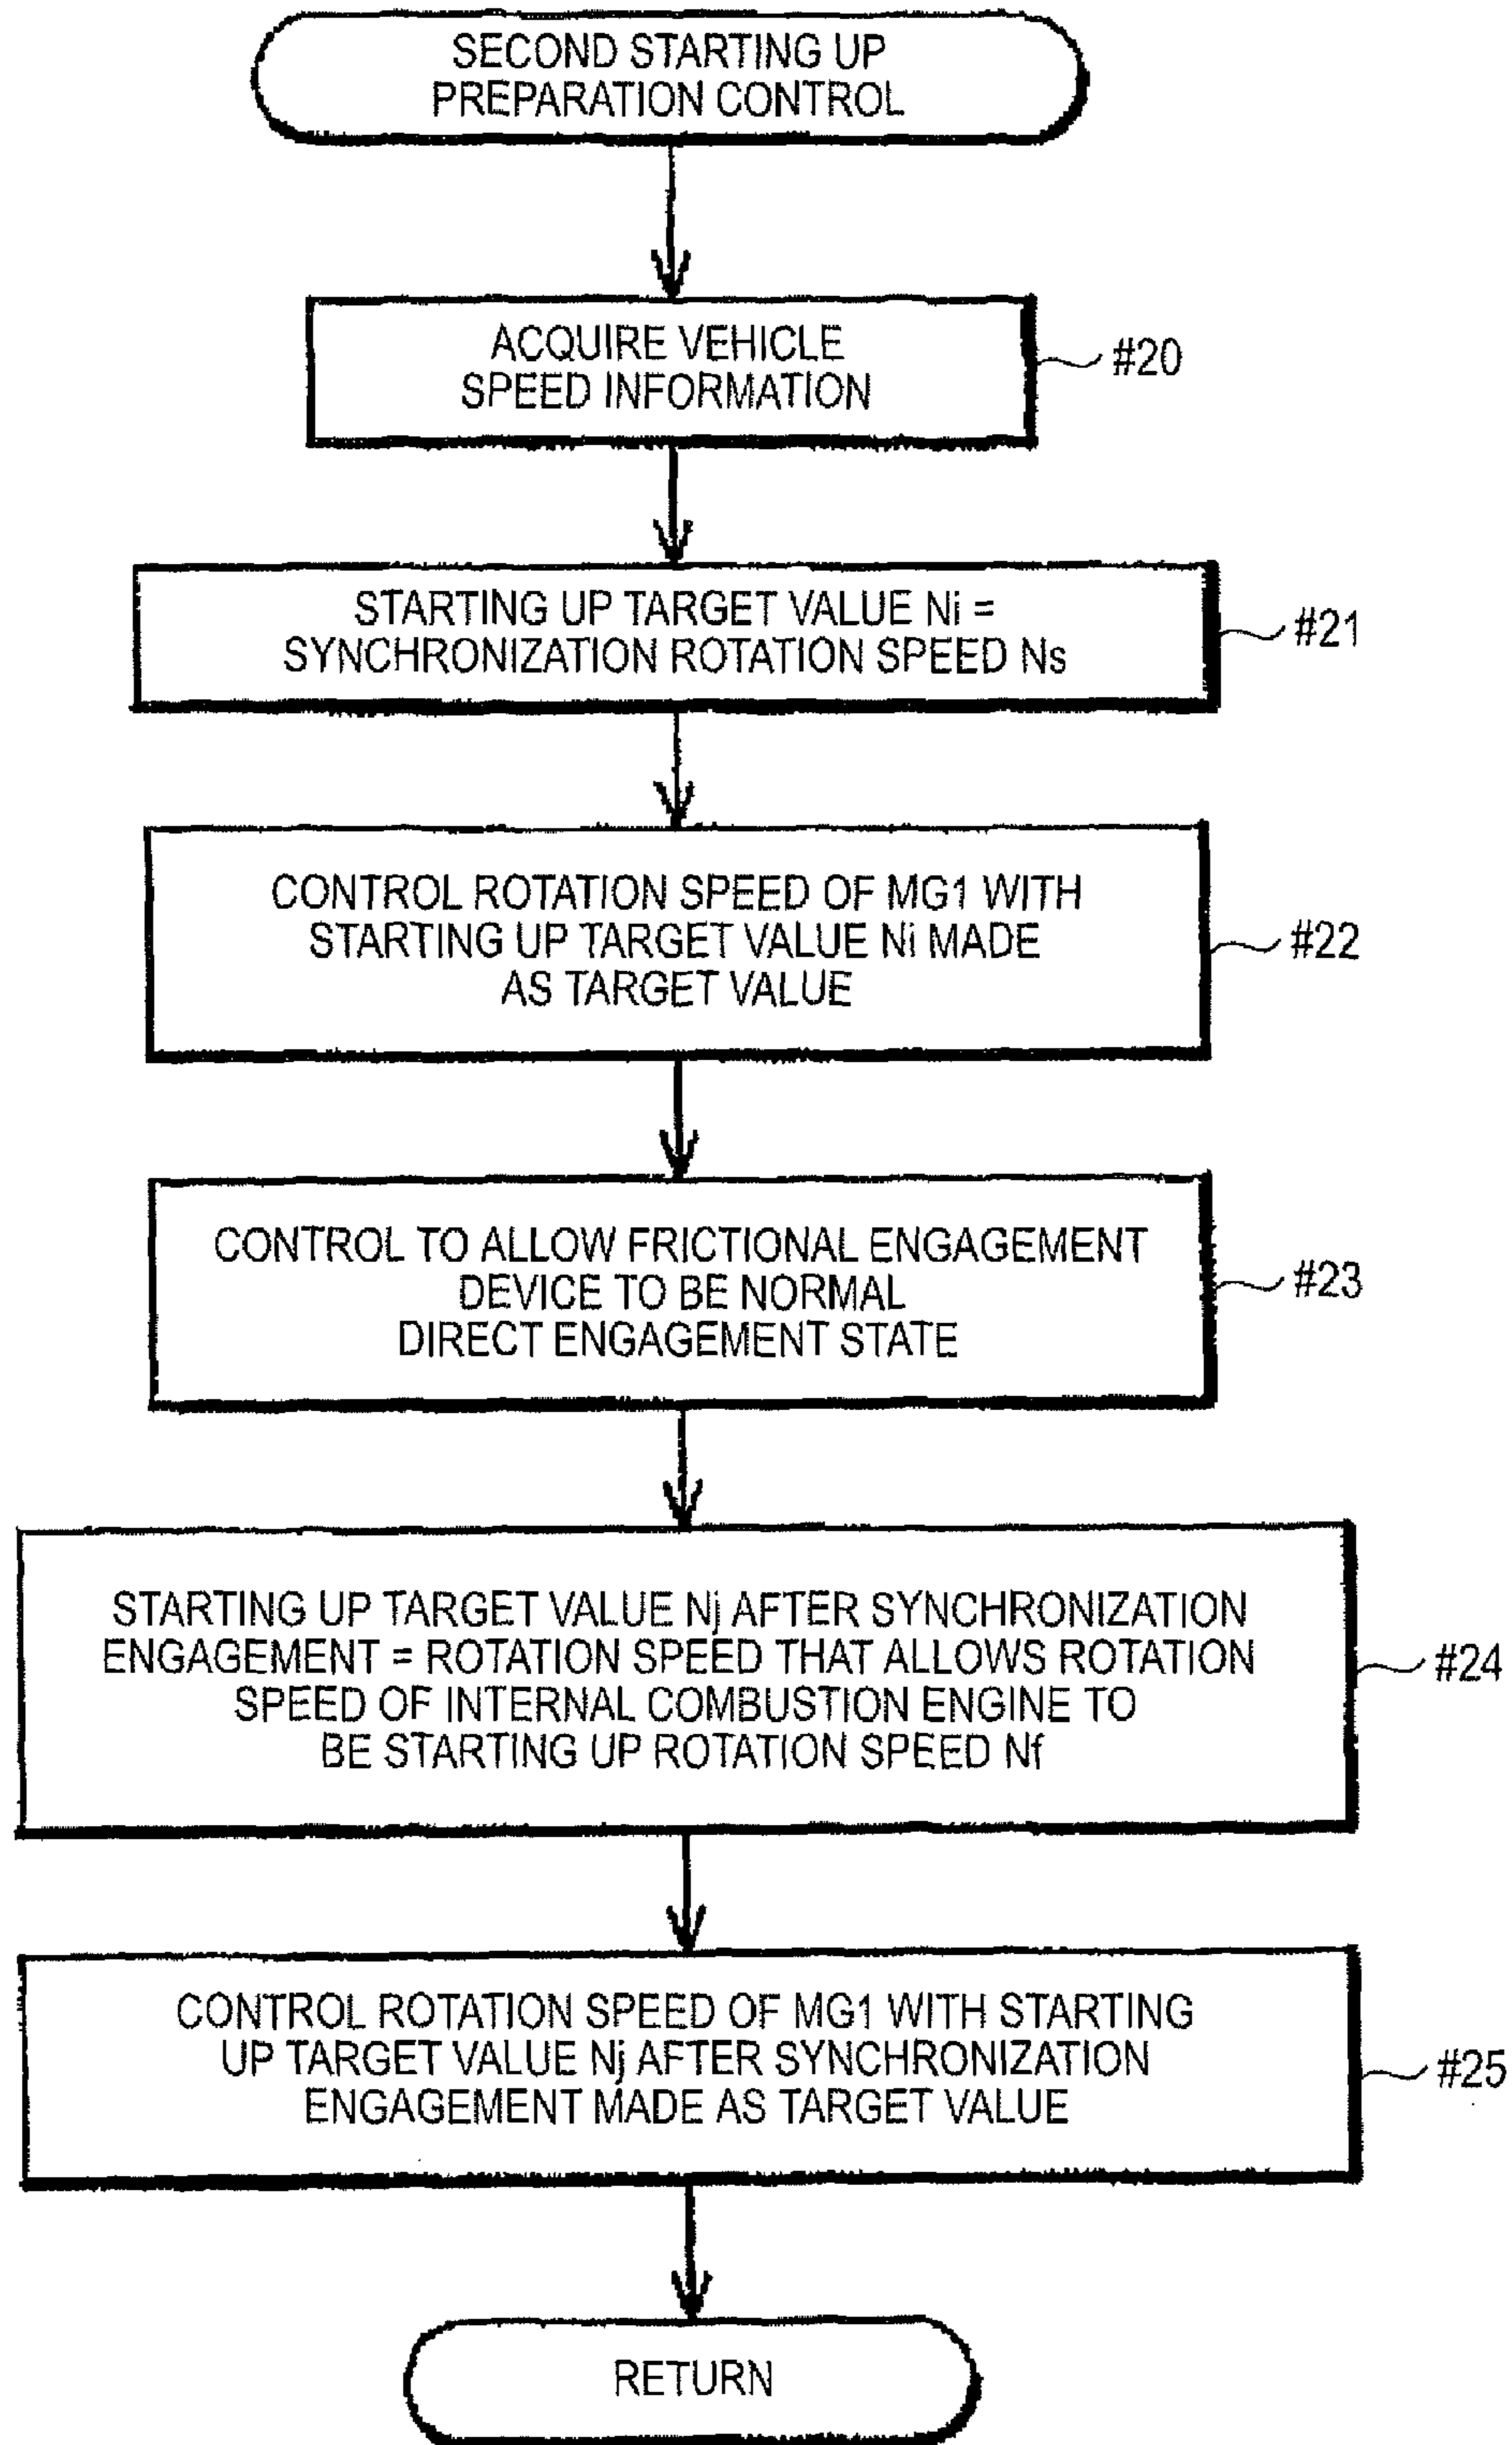 SECOND STARTING UP
PREPARATION CONTROL
ACQUIRE VEHICLE
SPEED INFORMATION
#20
STARTING UP TARGET VALUE Ni =
SYNCHRONIZATION ROTATION SPEED Ns
#21
CONTROL ROTATION SPEED OF MG1 WITH
STARTING UP TARGET VALUE Ni MADE
AS TARGET VALUE
#22
CONTROL TO ALLOW FRICTIONAL ENGAGEMENT
DEVICE TO BE NORMAL
DIRECT ENGAGEMENT STATE
#23
STARTING UP TARGET VALUE Nj AFTER SYNCHRONIZATION
ENGAGEMENT = ROTATION SPEED THAT ALLOWS ROTATION
SPEED OF INTERNAL COMBUSTION ENGINE TO
BE STARTING UP ROTATION SPEED Nf
#24
CONTROL ROTATION SPEED OF MG1 WITH STARTING
UP TARGET VALUE Nj AFTER SYNCHRONIZATION
ENGAGEMENT MADE AS TARGET VALUE
#25
RETURN